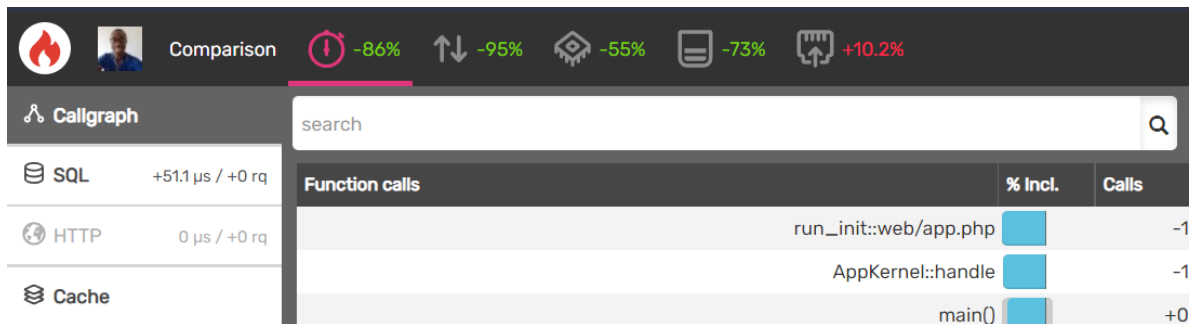 Comparison -86% -95% -55% -73% +10.2%
Callgraph
search
SQL +51.1 µs / +0 rq
Function calls % Incl. Calls
HTTP 0 µs / +0 rq
run_init::web/app.php -1
AppKernel::handle -1
Cache
main() +0